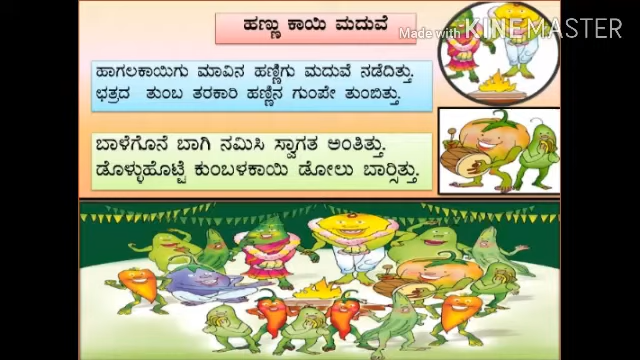 ಹಣ್ಣು ಕಾಯಿ ಮದುವೆ
Made with KINEMASTER
ಹಾಗಲಕಾಯಿಗು ಮಾವಿನ ಹಣ್ಣಿಗು ಮದುವೆ ನಡೆದಿತ್ತು.
ಛತ್ರದ ತುಂಬ ತರಕಾರಿ ಹಣ್ಣಿನ ಗುಂಪೇ ತುಂಬಿತ್ತು.
ಬಾಳೆಗೊನೆ ಬಾಗಿ ನಮಿಸಿ ಸ್ವಾಗತ ಅಂತಿತ್ತು.
ಡೊಳ್ಳುಹೊಟ್ಟೆ ಕುಂಬಳಕಾಯಿ ಡೋಲು ಬಾರ್‍ಸಿತ್ತು.